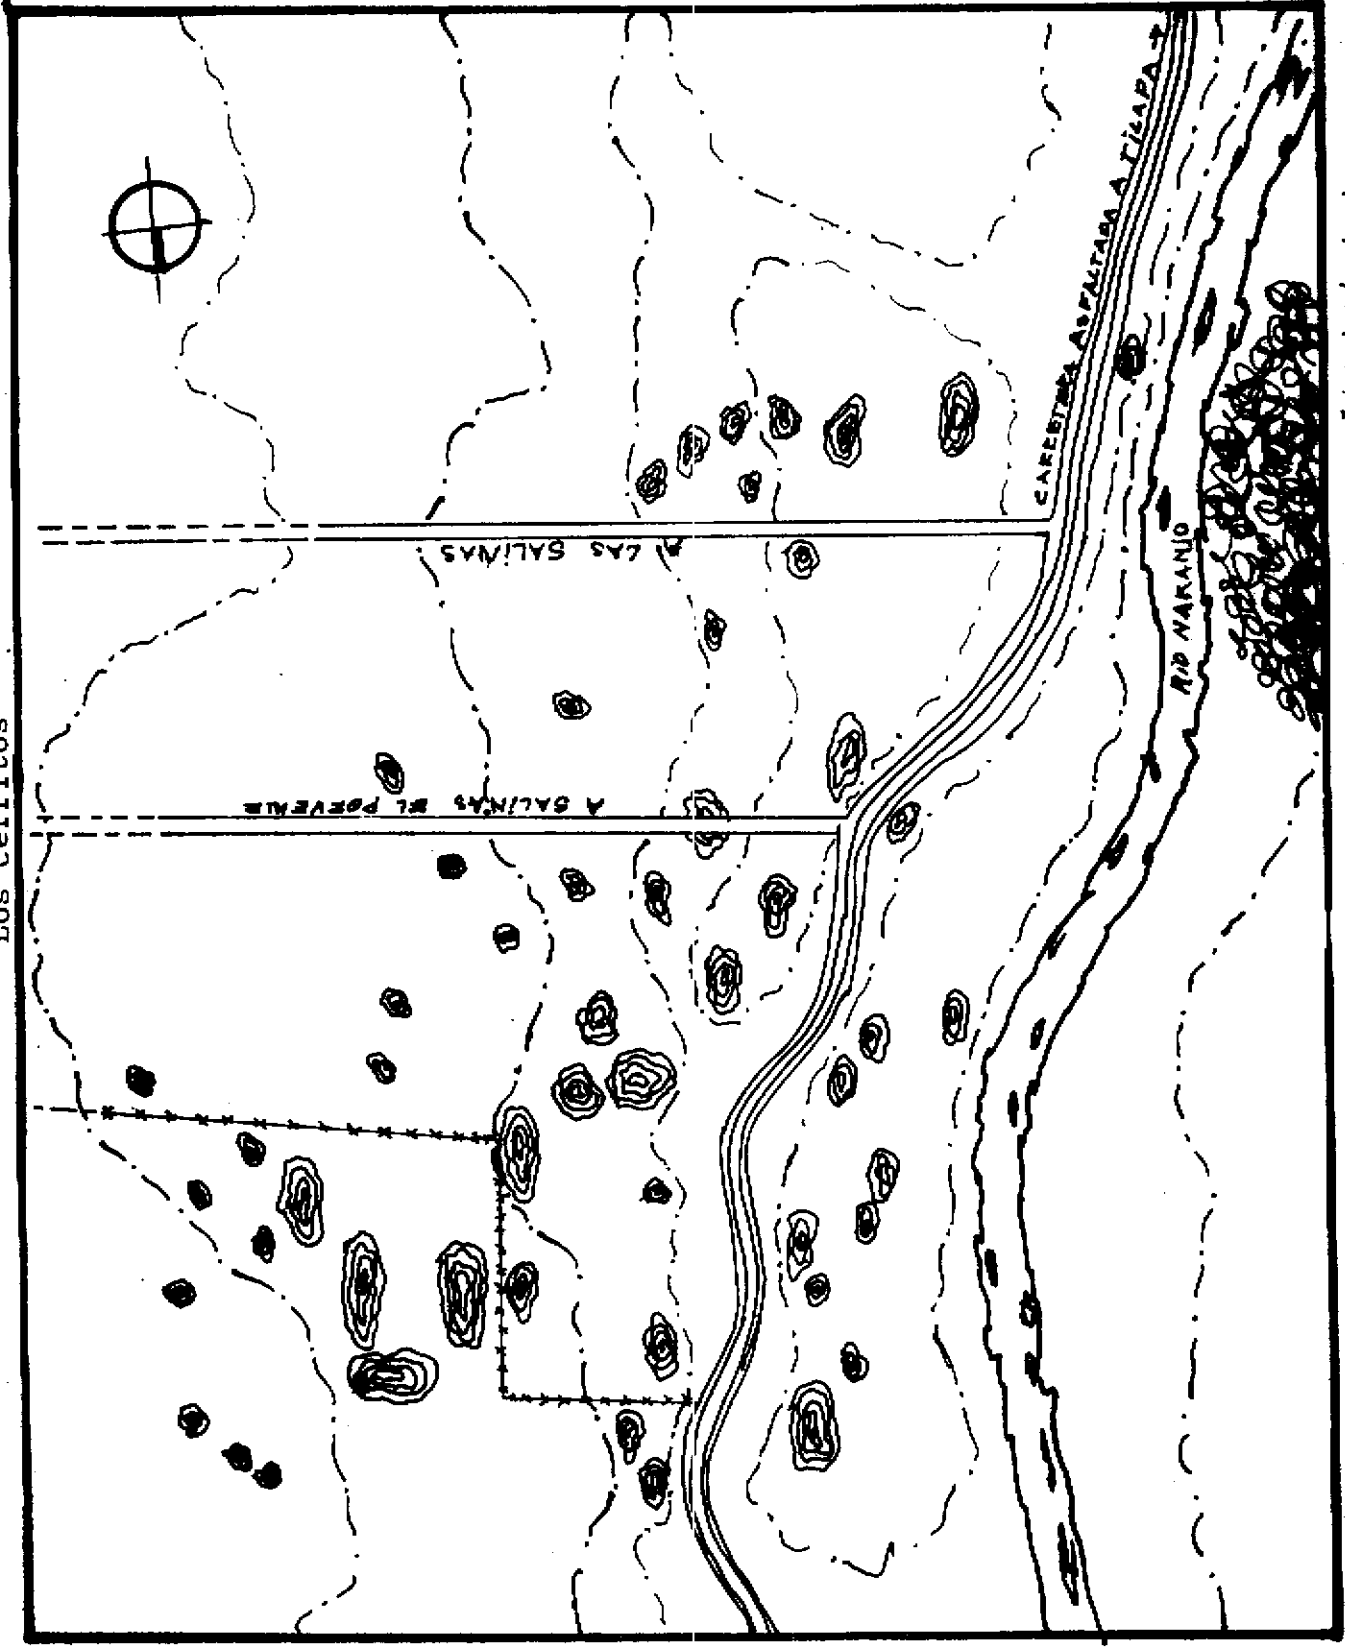 Los cerritos
CARRETERA ASFALTADA A TILAPA
A LAS SALINAS
RIO NARANJO
A SALINAS EL PORVENIR